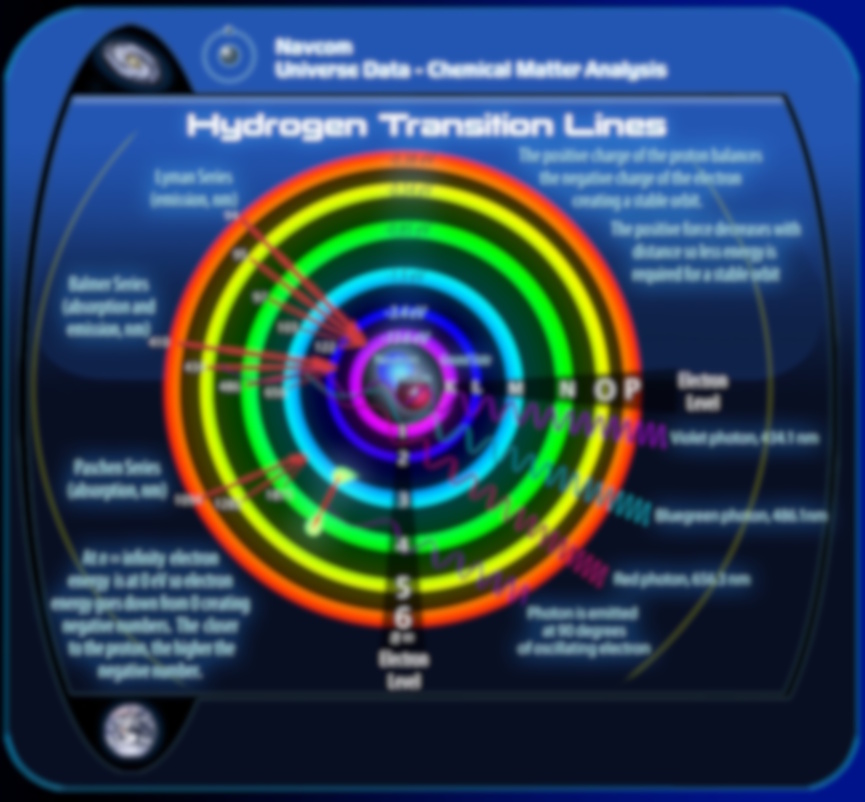 Navcom
Universe Data - Chemical Matter Analysis
Hydrogen Transition Lines
Lyman Series
(emission, nm)
The positive charge of the proton balances
the negative charge of the electron
creating a stable orbit.
The positive force decreases with
distance so less energy is
required for a stable orbit
Balmer Series
(absorption and
emission, nm)
122
K L M N O P
Electron
Level
Violet photon, 434.1 nm
Paschen Series
(absorption, nm)
Bluegreen photon, 486.1nm
Red photon, 656.3 nm
1
2
3
4
5
6
n=
Electron
Level
At n = infinity electron
energy is at 0 eV so electron
energy goes down from 0 creating
negative numbers. The closer
to the proton, the higher the
negative number.
Photon is emitted
at 90 degrees
of oscillating electron